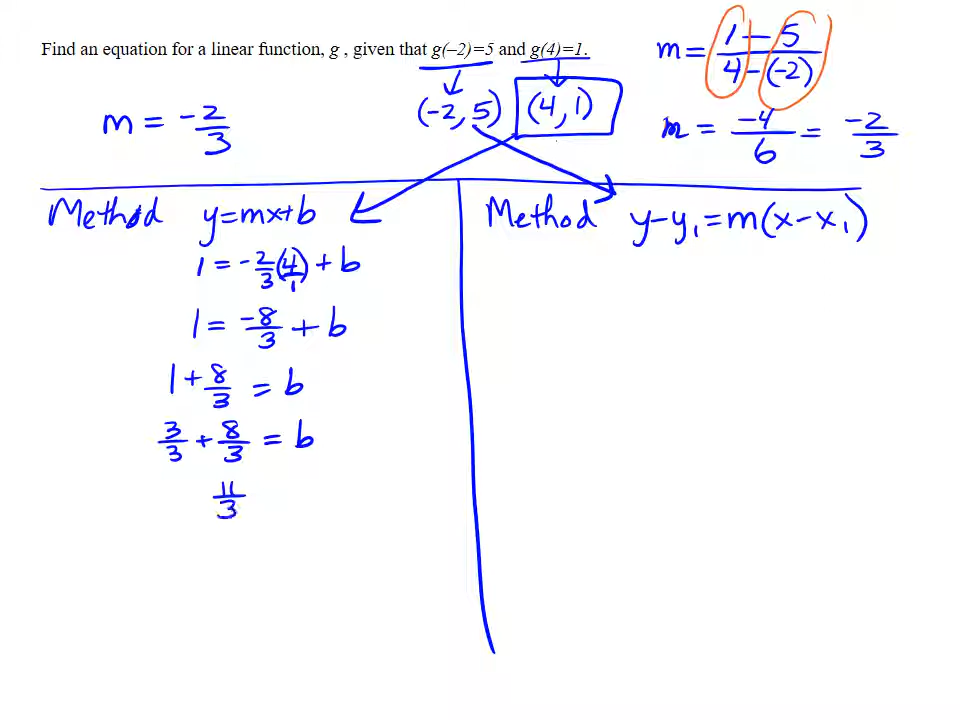 Find an equation for a linear function, g , given that g(–2)=5 and g(4)=1.
m = (1 - 5)/(4 - (-2))
(-2, 5) (4, 1)
m = -2/3
m = -4/6 = -2/3
Method y=mx+b
1 = -2/3 (4/1) + b
1 = -8/3 + b
1 + 8/3 = b
3/3 + 8/3 = b
11/3
Method y-y₁=m(x-x₁)